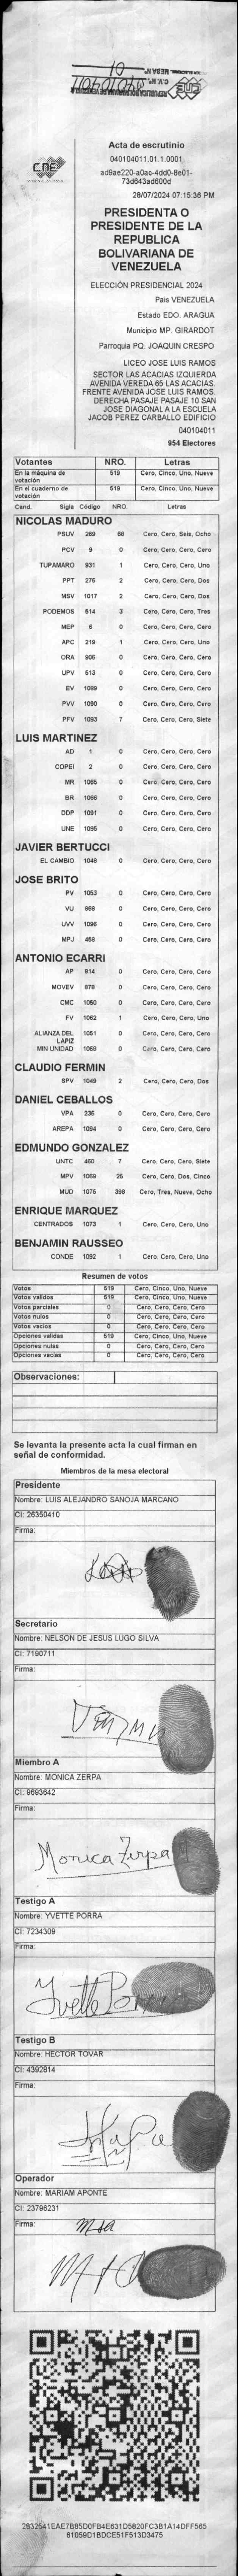 01
CNE
Acta de escrutinio
040104011.01.1.0001
ad9ae220-a0ac-4dd0-8e01-
73d643ad600d
28/07/2024 07:15:36 PM
PRESIDENTA O
PRESIDENTE DE LA
REPUBLICA
BOLIVARIANA DE
VENEZUELA
ELECCIÓN PRESIDENCIAL 2024
País VENEZUELA
Estado EDO. ARAGUA
Municipio MP. GIRARDOT
Parroquia PQ. JOAQUIN CRESPO
LICEO JOSE LUIS RAMOS
SECTOR LAS ACACIAS IZQUIERDA
AVENIDA VEREDA 65 LAS ACACIAS.
FRENTE AVENIDA JOSE LUIS RAMOS.
DERECHA PASAJE PASAJE 10 SAN
JOSE DIAGONAL A LA ESCUELA
JACOB PEREZ CARBALLO EDIFICIO
040104011
954 Electores
Votantes NRO. Letras
En la máquina de votación 519 Cero, Cinco, Uno, Nueve
En el cuaderno de votación 519 Cero, Cinco, Uno, Nueve
Cand. Sigla Código NRO. Letras
NICOLAS MADURO
PSUV 269 68 Cero, Cero, Seis, Ocho
PCV 9 0 Cero, Cero, Cero, Cero
TUPAMARO 931 1 Cero, Cero, Cero, Uno
PPT 276 2 Cero, Cero, Cero, Dos
MSV 1017 2 Cero, Cero, Cero, Dos
PODEMOS 514 3 Cero, Cero, Cero, Tres
MEP 6 0 Cero, Cero, Cero, Cero
APC 219 1 Cero, Cero, Cero, Uno
ORA 906 0 Cero, Cero, Cero, Cero
UPV 513 0 Cero, Cero, Cero, Cero
EV 1089 0 Cero, Cero, Cero, Cero
PVV 1090 0 Cero, Cero, Cero, Cero
PFV 1093 7 Cero, Cero, Cero, Siete
LUIS MARTINEZ
AD 1 0 Cero, Cero, Cero, Cero
COPEI 2 0 Cero, Cero, Cero, Cero
MR 1065 0 Cero, Cero, Cero, Cero
BR 1066 0 Cero, Cero, Cero, Cero
DDP 1091 0 Cero, Cero, Cero, Cero
UNE 1095 0 Cero, Cero, Cero, Cero
JAVIER BERTUCCI
EL CAMBIO 1048 0 Cero, Cero, Cero, Cero
JOSE BRITO
PV 1053 0 Cero, Cero, Cero, Cero
VU 868 0 Cero, Cero, Cero, Cero
UVV 1096 0 Cero, Cero, Cero, Cero
MPJ 458 0 Cero, Cero, Cero, Cero
ANTONIO ECARRI
AP 814 0 Cero, Cero, Cero, Cero
MOVEV 878 0 Cero, Cero, Cero, Cero
CMC 1050 0 Cero, Cero, Cero, Cero
FV 1062 1 Cero, Cero, Cero, Uno
ALIANZA DEL LAPIZ 1051 0 Cero, Cero, Cero, Cero
MIN UNIDAD 1068 0 Cero, Cero, Cero, Cero
CLAUDIO FERMIN
SPV 1049 2 Cero, Cero, Cero, Dos
DANIEL CEBALLOS
VPA 236 0 Cero, Cero, Cero, Cero
AREPA 1094 0 Cero, Cero, Cero, Cero
EDMUNDO GONZALEZ
UNTC 460 7 Cero, Cero, Cero, Siete
MPV 1069 25 Cero, Cero, Dos, Cinco
MUD 1075 398 Cero, Tres, Nueve, Ocho
ENRIQUE MARQUEZ
CENTRADOS 1073 1 Cero, Cero, Cero, Uno
BENJAMIN RAUSSEO
CONDE 1092 1 Cero, Cero, Cero, Uno
Resumen de votos
Votos 519 Cero, Cinco, Uno, Nueve
Votos validos 519 Cero, Cinco, Uno, Nueve
Votos parciales 0 Cero, Cero, Cero, Cero
Votos nulos 0 Cero, Cero, Cero, Cero
Votos vacíos 0 Cero, Cero, Cero, Cero
Opciones validas 519 Cero, Cinco, Uno, Nueve
Opciones nulas 0 Cero, Cero, Cero, Cero
Opciones vacías 0 Cero, Cero, Cero, Cero
Observaciones:
Se levanta la presente acta la cual firman en
señal de conformidad.
Miembros de la mesa electoral
Presidente
Nombre: LUIS ALEJANDRO SANOJA MARCANO
CI: 26350410
Firma:
Secretario
Nombre: NELSON DE JESUS LUGO SILVA
CI: 7190711
Firma:
Miembro A
Nombre: MONICA ZERPA
CI: 9693642
Firma:
Monica Zerpa
Testigo A
Nombre: YVETTE PORRA
CI: 7234309
Firma:
Testigo B
Nombre: HECTOR TOVAR
CI: 4392814
Firma:
Operador
Nombre: MARIAM APONTE
CI: 23796231
Firma:
2832541EAE7B85D0FB4E631D5820FC3B1A14DFF565
61059D1BDCE51F513D3475